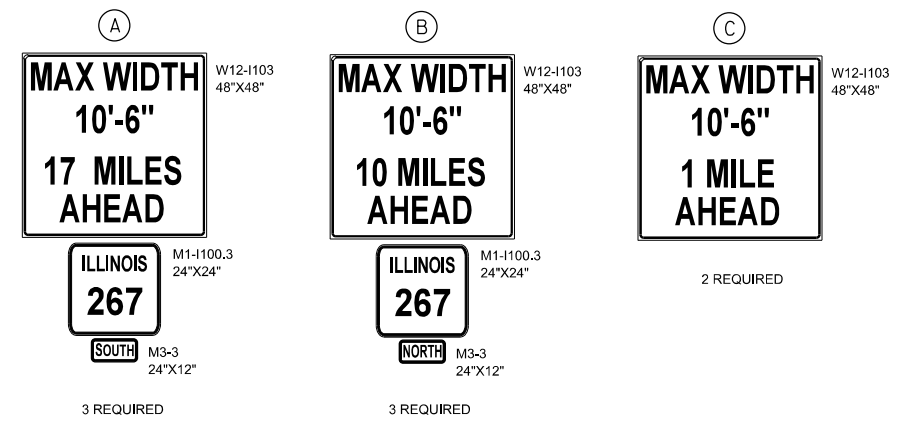 A
MAX WIDTH
10'-6"
17 MILES
AHEAD
W12-I103
48"X48"
ILLINOIS
267
M1-I100.3
24"X24"
SOUTH
M3-3
24"X12"
3 REQUIRED
B
MAX WIDTH
10'-6"
10 MILES
AHEAD
W12-I103
48"X48"
ILLINOIS
267
M1-I100.3
24"X24"
NORTH
M3-3
24"X12"
3 REQUIRED
C
MAX WIDTH
10'-6"
1 MILE
AHEAD
W12-I103
48"X48"
2 REQUIRED